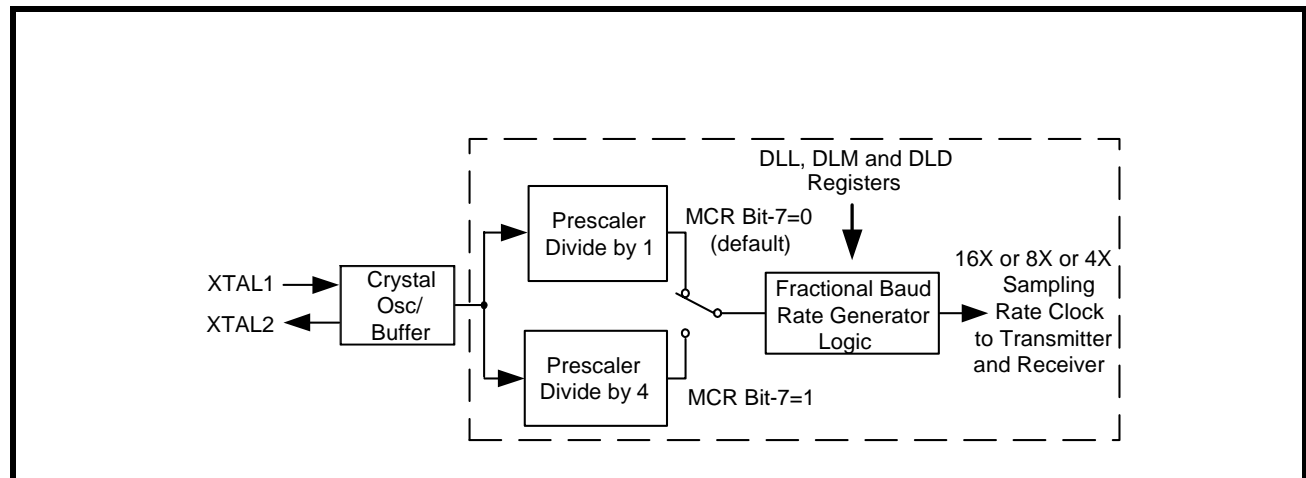 XTAL1
XTAL2
Crystal
Osc/
Buffer
Prescaler
Divide by 1
Prescaler
Divide by 4
MCR Bit-7=0
(default)
MCR Bit-7=1
DLL, DLM and DLD
Registers
Fractional Baud
Rate Generator
Logic
16X or 8X or 4X
Sampling
Rate Clock
to Transmitter
and Receiver